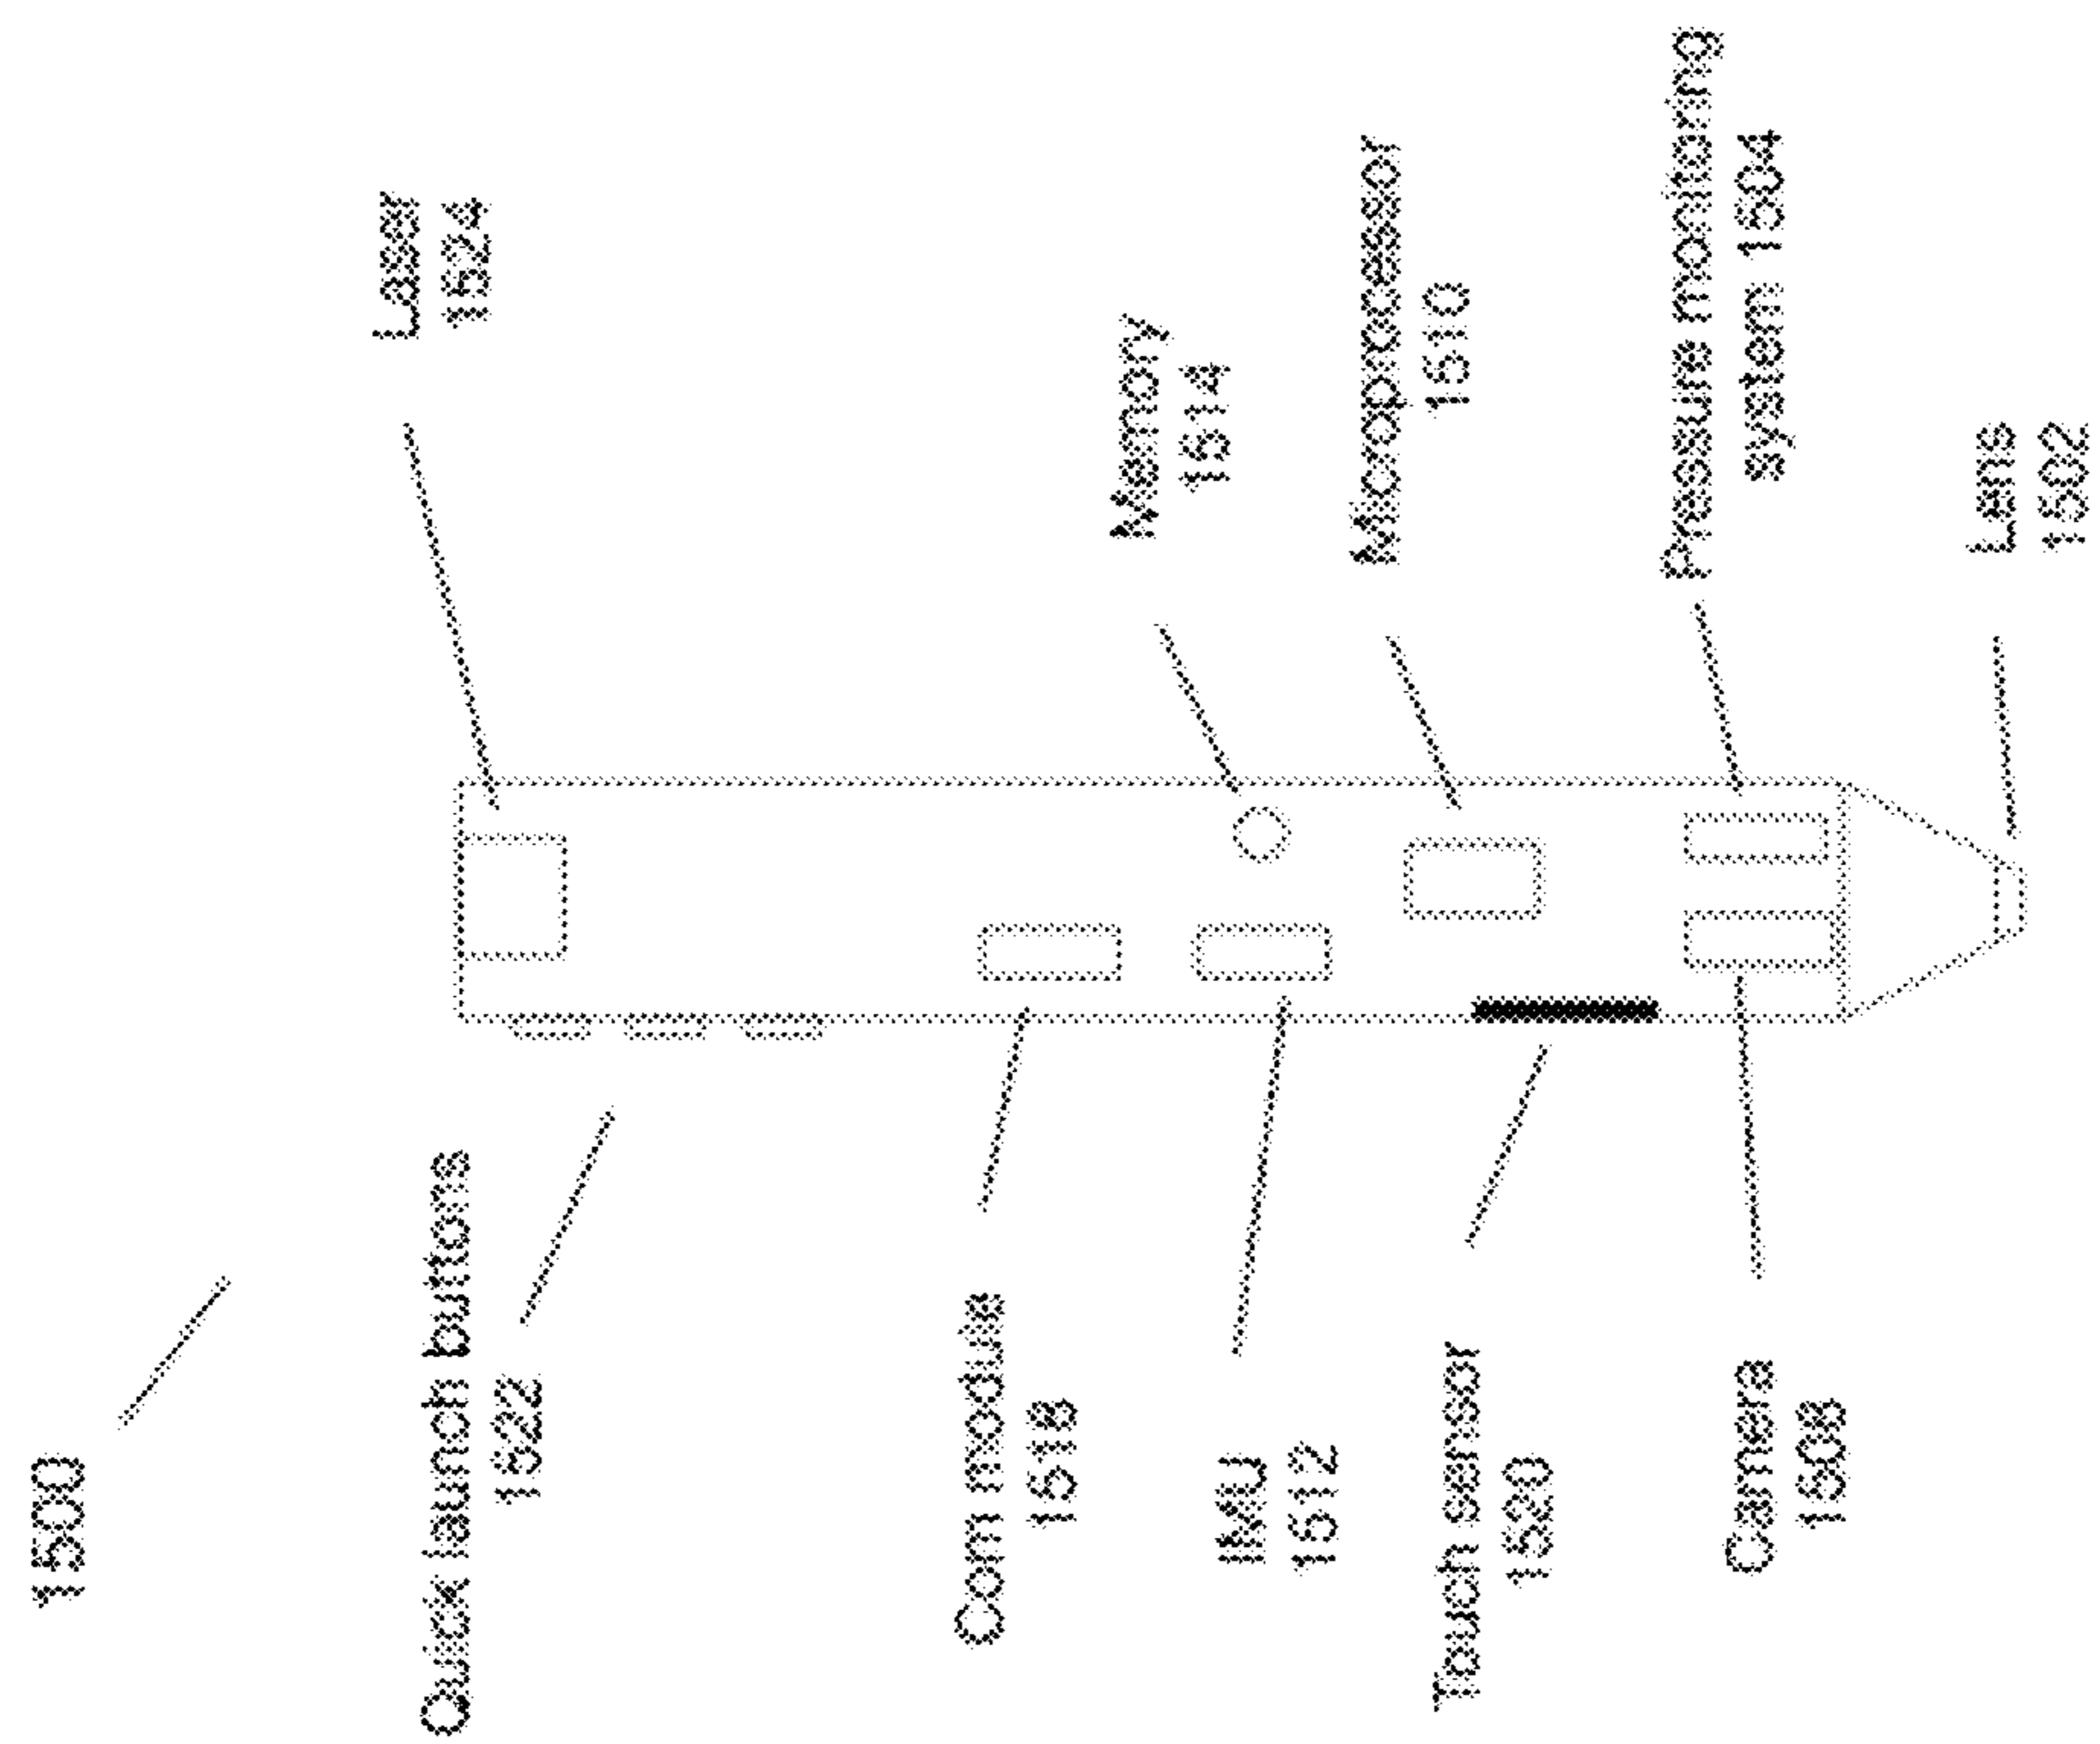 1500
Laser
1524
Quick launch buttons
1522
Memory
1514
Com module
1518
Microprocessor
1510
IMU
1512
Pressure monitoring
system 1504
Touch sensor
1520
Lens
1502
Camera
1508